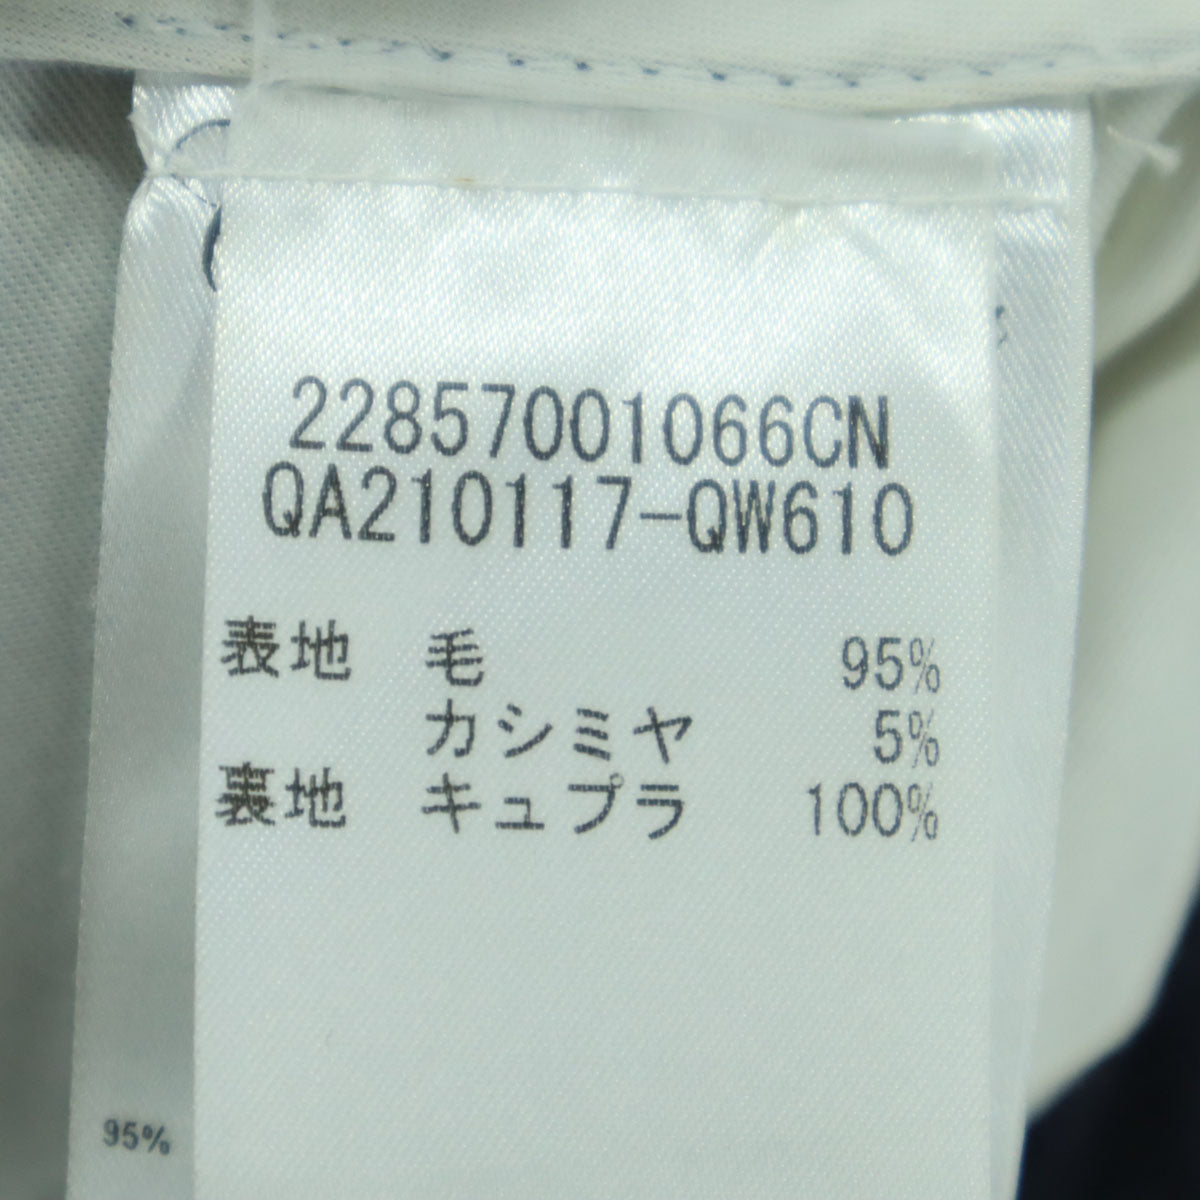 22857001066CN
QA210117-QW610
表地 毛 95%
カシミヤ 5%
裏地 キュプラ 100%
95%